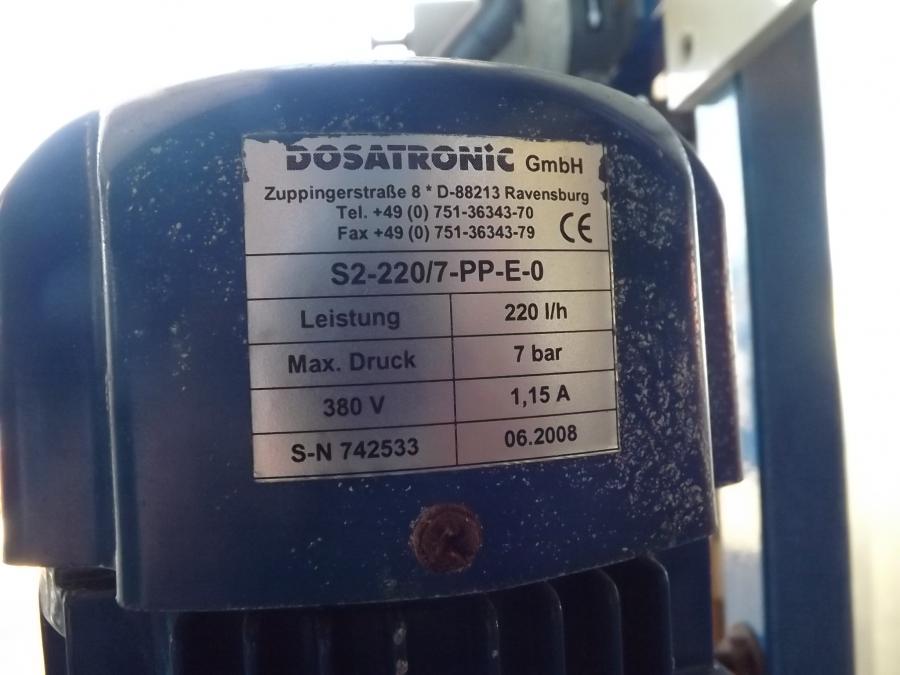 DOSATRONIC GmbH
Zuppingerstraße 8 * D-88213 Ravensburg
Tel. +49 (0) 751-36343-70
Fax +49 (0) 751-36343-79 CE
S2-220/7-PP-E-0
Leistung 220 l/h
Max. Druck 7 bar
380 V 1,15 A
S-N 742533 06.2008